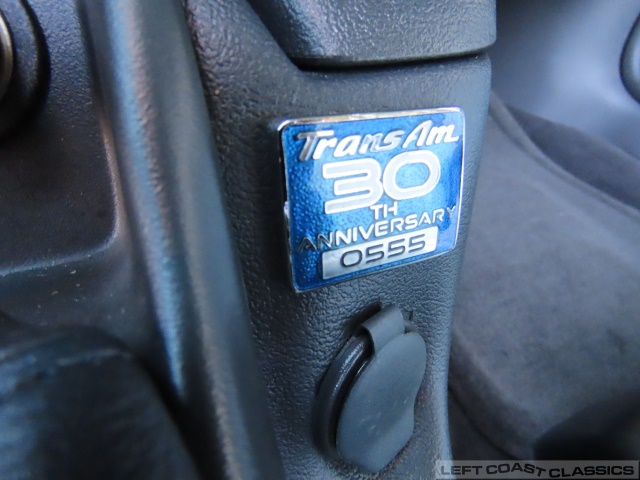 Trans Am
30
TH
ANNIVERSARY
0555
LEFT COAST CLASSICS